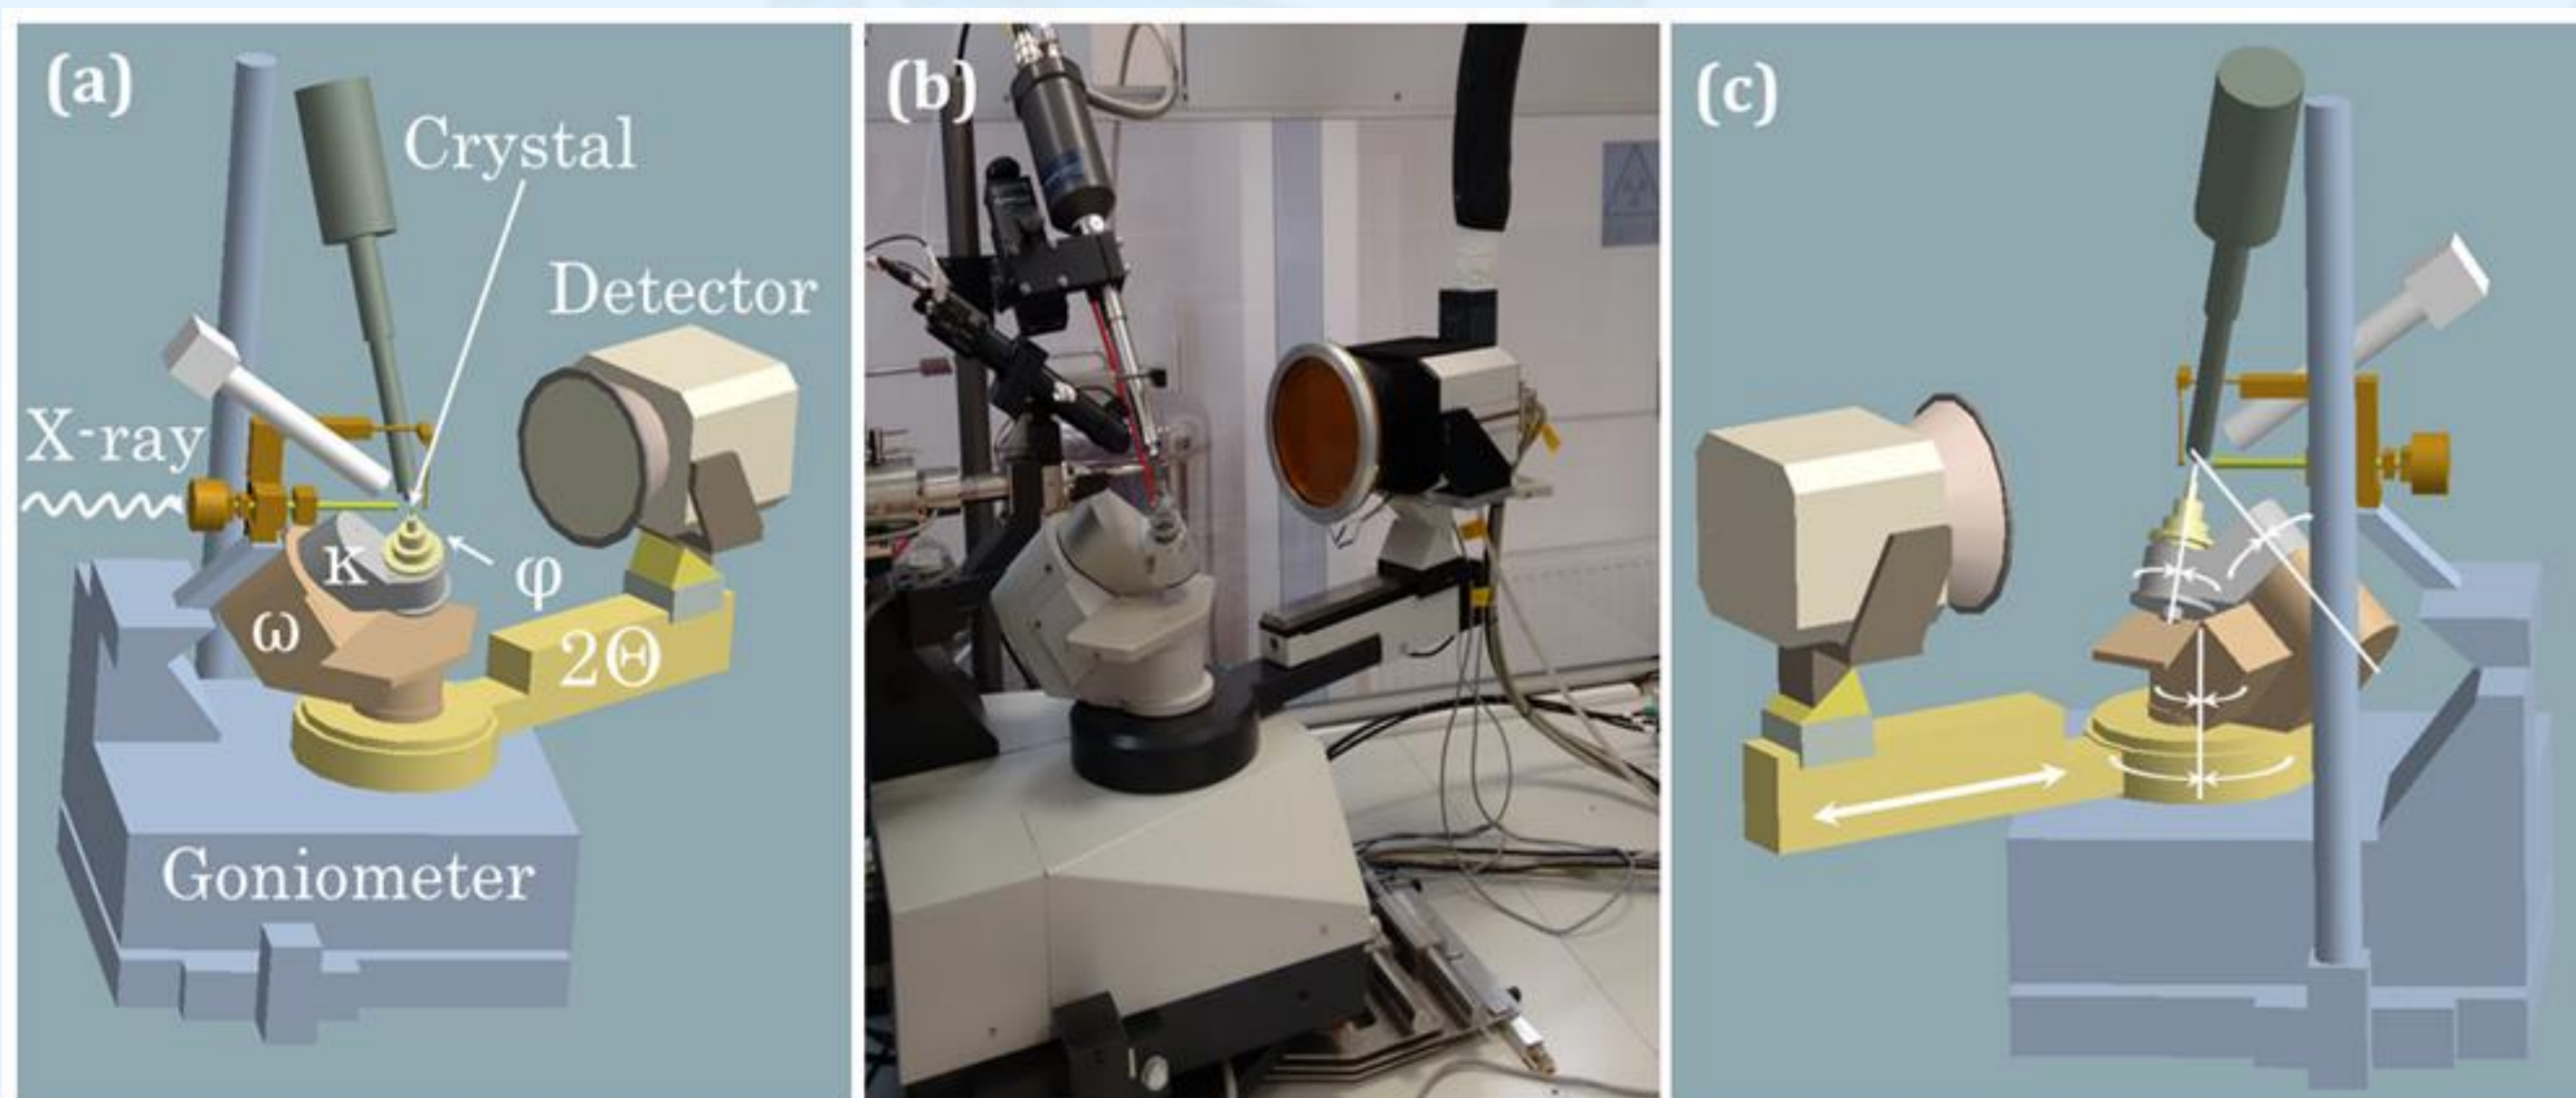 (a)
Crystal
Detector
X-ray
κ
φ
ω
2Θ
Goniometer
(b)
(c)